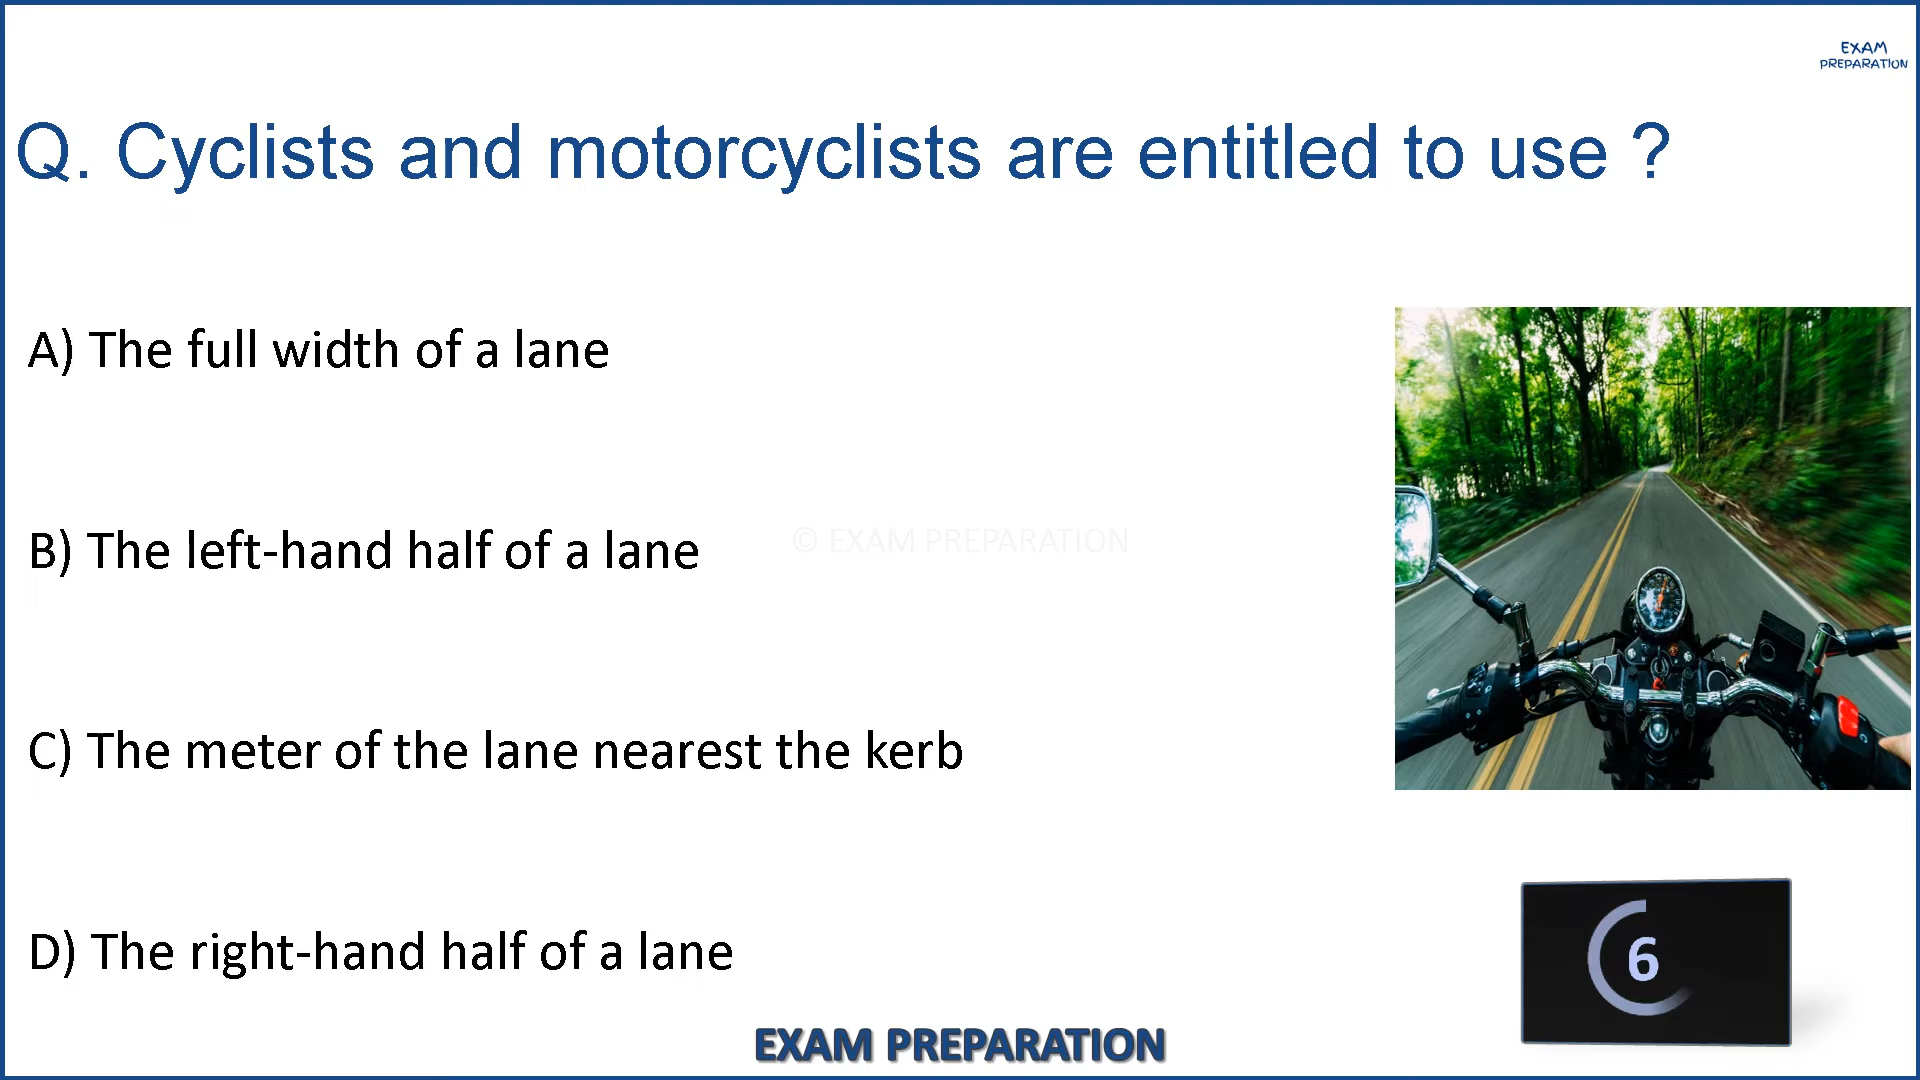 EXAM
PREPARATION
Q. Cyclists and motorcyclists are entitled to use ?
A) The full width of a lane
B) The left-hand half of a lane
© EXAM PREPARATION
C) The meter of the lane nearest the kerb
D) The right-hand half of a lane
6
EXAM PREPARATION